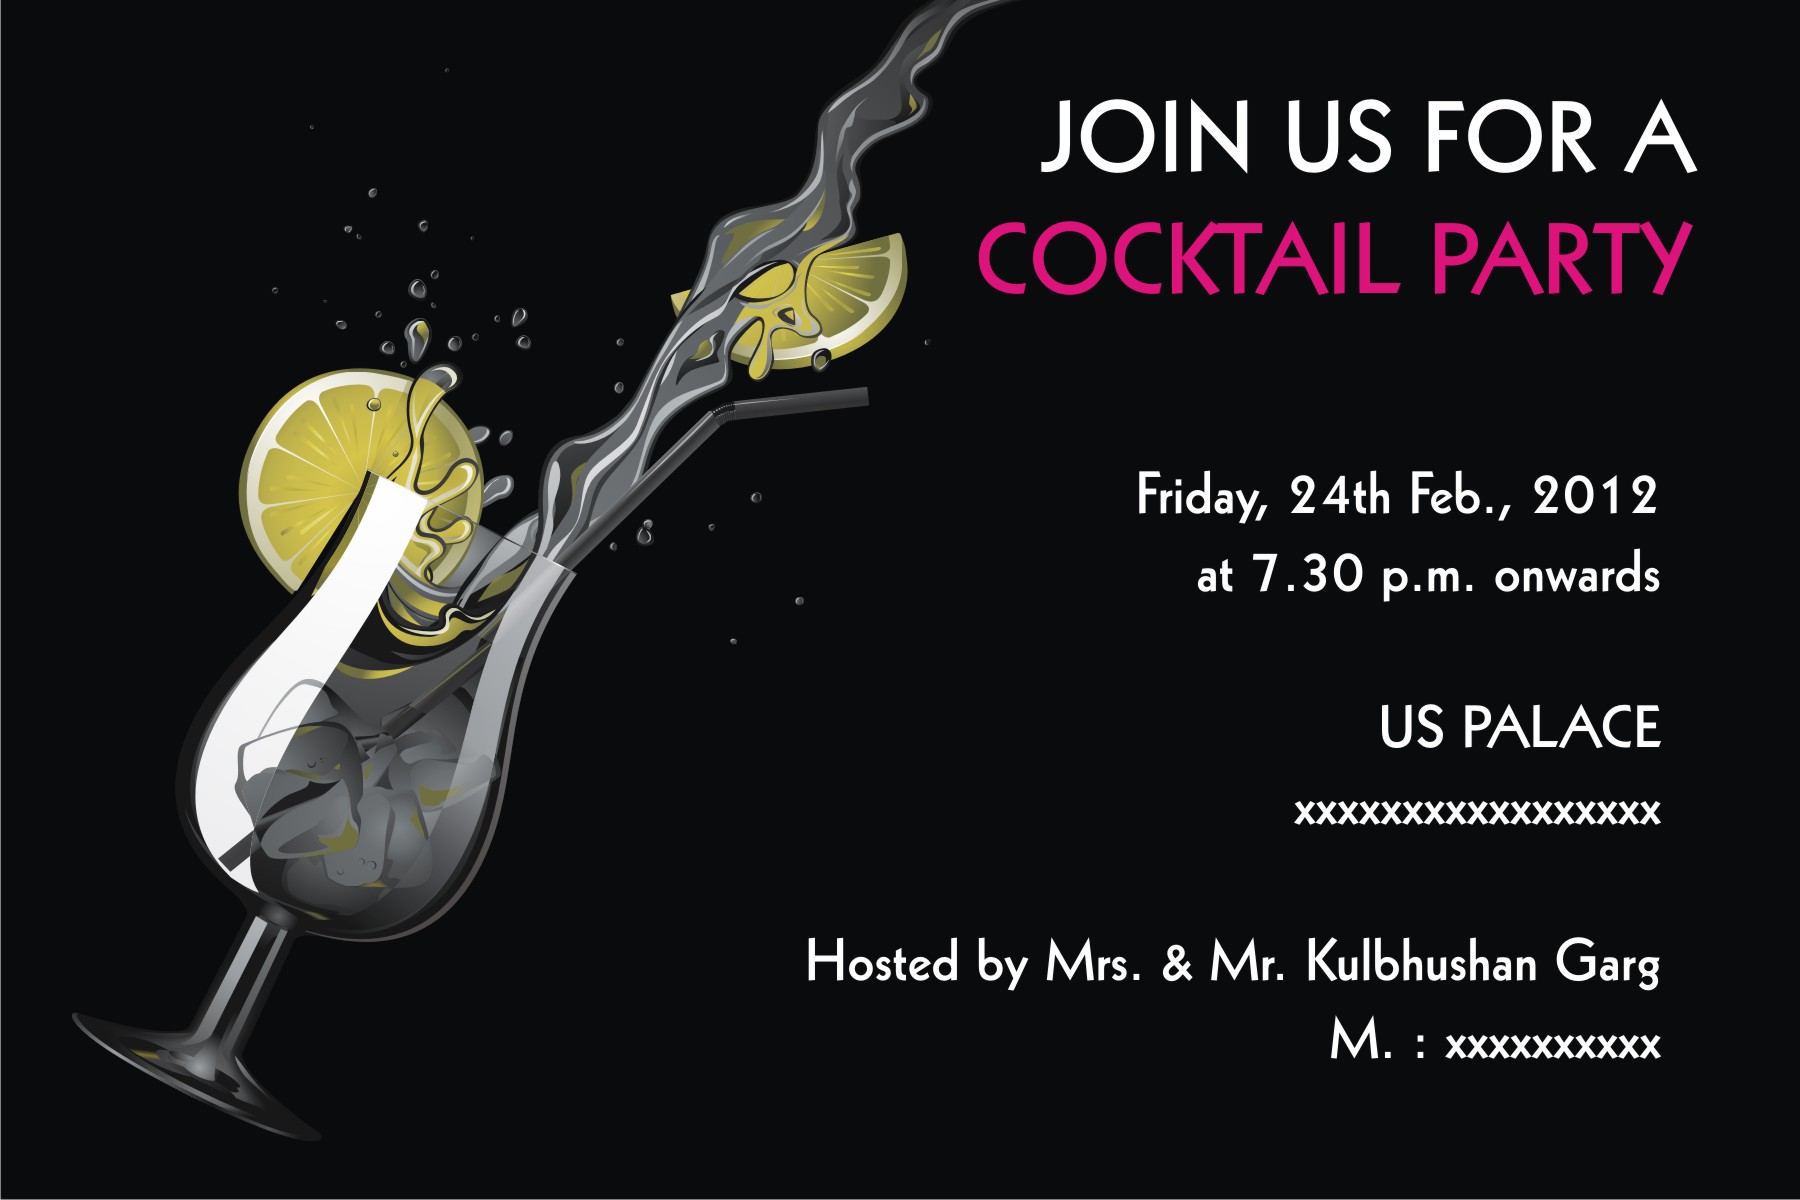 JOIN US FOR A
COCKTAIL PARTY
Friday, 24th Feb., 2012
at 7.30 p.m. onwards
US PALACE
xxxxxxxxxxxxxxxxx
Hosted by Mrs. & Mr. Kulbhushan Garg
M. : xxxxxxxxxx